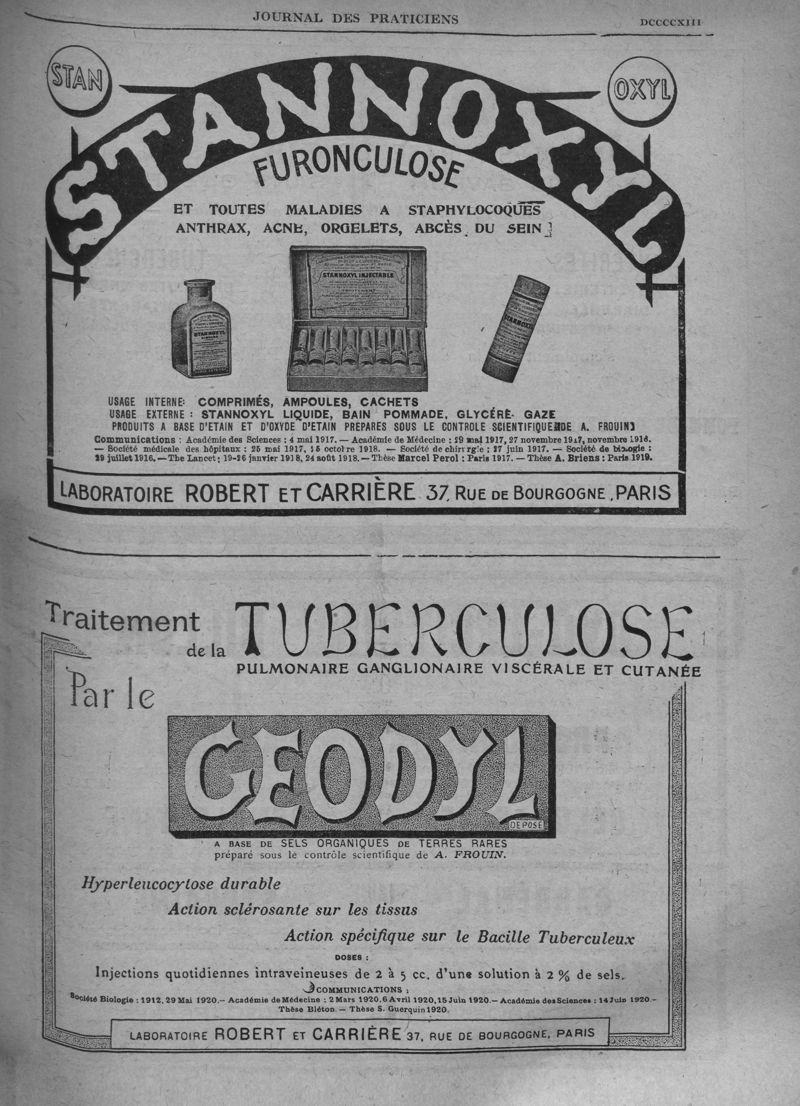 JOURNAL DES PRATICIENS
DCCCCXIII
STAN
OXYL
STANNOXYL
FURONCULOSE
ET TOUTES MALADIES A STAPHYLOCOQUES
ANTHRAX, ACNE, ORGELETS, ABCÈS DU SEIN
STANNOXYL
STANNOXYL INJECTABLE
STANNOXYL
USAGE INTERNE: COMPRIMÉS, AMPOULES, CACHETS
USAGE EXTERNE : STANNOXYL LIQUIDE, BAIN POMMADE, GLYCÉRÉ- GAZE
PRODUITS A BASE D'ETAIN ET D'OXYDE D'ETAIN PREPARES SOUS LE CONTROLE SCIENTIFIQUE DE A. FROUIN
Communications : Académie des Sciences : 4 mai 1917. — Académie de Médecine : 29 mai 1917, 27 novembre 1917, novembre 1918.
— Société médicale des hôpitaux : 25 mai 1917, 15 octobre 1918. — Société de chirurgie : 27 juin 1917. — Société de biologie :
29 juillet 1916. — The Lancet : 19-26 janvier 1918, 24 août 1918. — Thèse Marcel Perol : Paris 1917. — Thèse A. Briens : Paris 1919.
LABORATOIRE ROBERT ET CARRIÈRE 37, RUE DE BOURGOGNE, PARIS
Traitement de la TUBERCULOSE
PULMONAIRE GANGLIONAIRE VISCÉRALE ET CUTANÉE
Par le
GEODYL
DEPOSÉ
A BASE DE SELS ORGANIQUES DE TERRES RARES
préparé sous le contrôle scientifique de A. FROUIN.
Hyperleucocytose durable
Action sclérosante sur les tissus
Action spécifique sur le Bacille Tuberculeux
DOSES :
Injections quotidiennes intraveineuses de 2 à 5 cc. d'une solution à 2 % de sels.
COMMUNICATIONS :
Société Biologie : 1912, 29 Mai 1920. — Académie de Médecine : 2 Mars 1920, 6 Avril 1920, 15 Juin 1920. — Académie des Sciences : 14 Juin 1920. —
Thèse Bléton. — Thèse S. Guerquin 1920.
LABORATOIRE ROBERT ET CARRIÈRE 37, RUE DE BOURGOGNE, PARIS